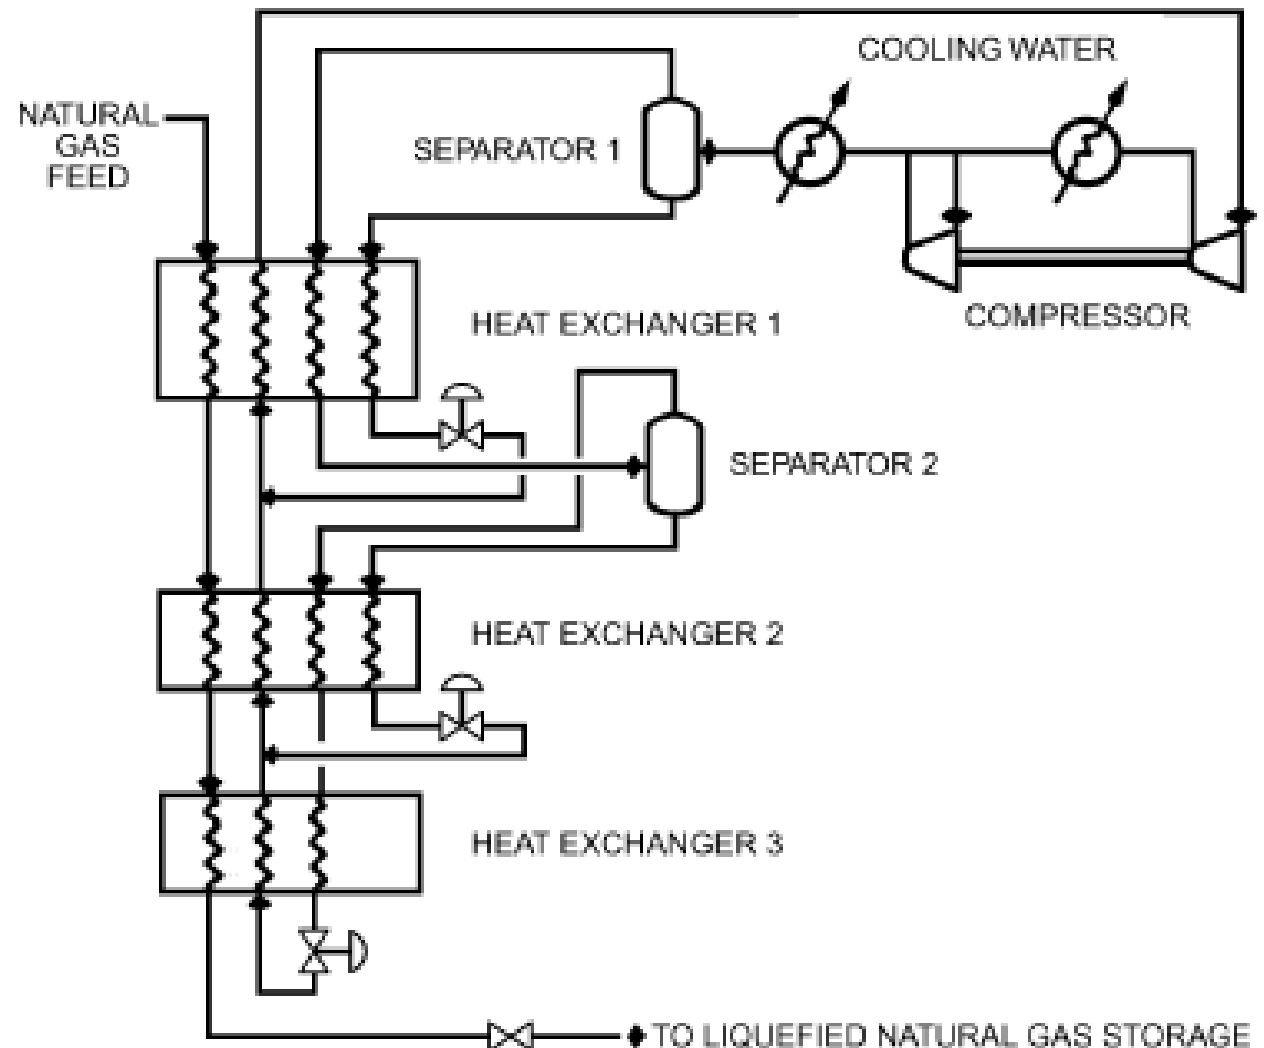 COOLING WATER
NATURAL
GAS
FEED
SEPARATOR 1
HEAT EXCHANGER 1
COMPRESSOR
SEPARATOR 2
HEAT EXCHANGER 2
HEAT EXCHANGER 3
TO LIQUEFIED NATURAL GAS STORAGE